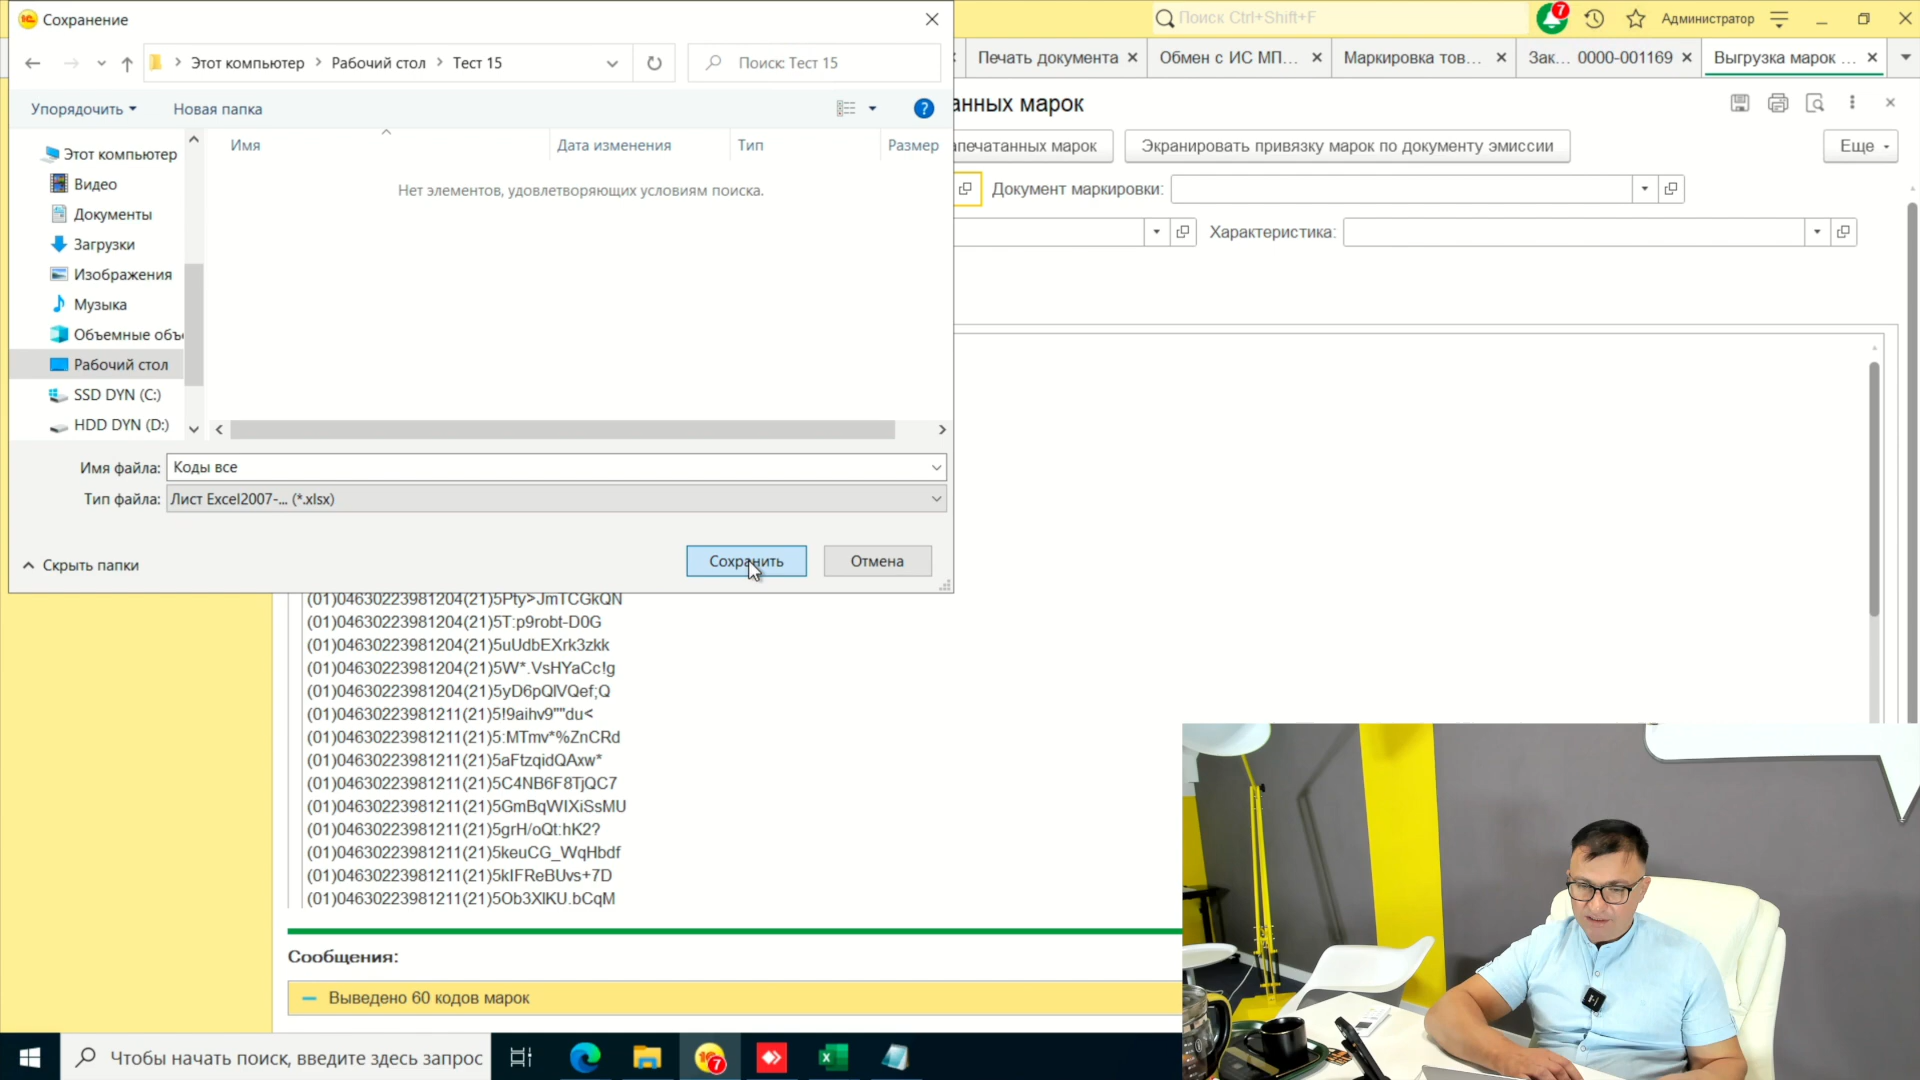 Сохранение
Поиск Ctrl+Shift+F
7
Администратор
Печать документа
Обмен с ИС МП...
Маркировка тов...
Зак... 0000-001169
Выгрузка марок ...
Этот компьютер
Рабочий стол
Тест 15
Поиск: Тест 15
Упорядочить
Новая папка
?
анных марок
апечатанных марок
Экранировать привязку марок по документу эмиссии
Еще
Документ маркировки:
Характеристика:
Имя
Дата изменения
Тип
Размер
Нет элементов, удовлетворяющих условиям поиска.
Этот компьютер
Видео
Документы
Загрузки
Изображения
Музыка
Объемные объ
Рабочий стол
SSD DYN (C:)
HDD DYN (D:)
Имя файла: Коды все
Тип файла: Лист Excel2007-... (*.xlsx)
Скрыть папки
Сохранить
Отмена
(01)04630223981204(21)5Pty>JmTCGkQN
(01)04630223981204(21)5T:p9robt-D0G
(01)04630223981204(21)5uUdbEXrk3zkk
(01)04630223981204(21)5W*.VsHYaCc!g
(01)04630223981204(21)5yD6pQlVQef;Q
(01)04630223981211(21)5!9aihv9""du<
(01)04630223981211(21)5:MTmv*%ZnCRd
(01)04630223981211(21)5aFtzqidQAxw*
(01)04630223981211(21)5C4NB6F8TjQC7
(01)04630223981211(21)5GmBqWIXiSsMU
(01)04630223981211(21)5grH/oQt:hK2?
(01)04630223981211(21)5keuCG_WqHbdf
(01)04630223981211(21)5kIFReBUvs+7D
(01)04630223981211(21)5Ob3XlKU.bCqM
Сообщения:
Выведено 60 кодов марок
Чтобы начать поиск, введите здесь запрос
7